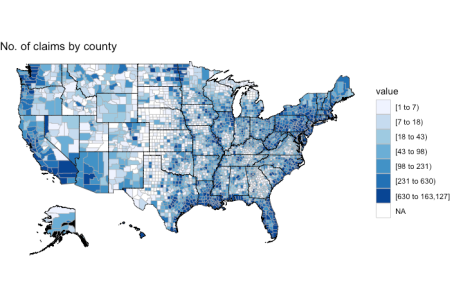 No. of claims by county
value
[1 to 7)
[7 to 18)
[18 to 43)
[43 to 98)
[98 to 231)
[231 to 630)
[630 to 163,127]
NA